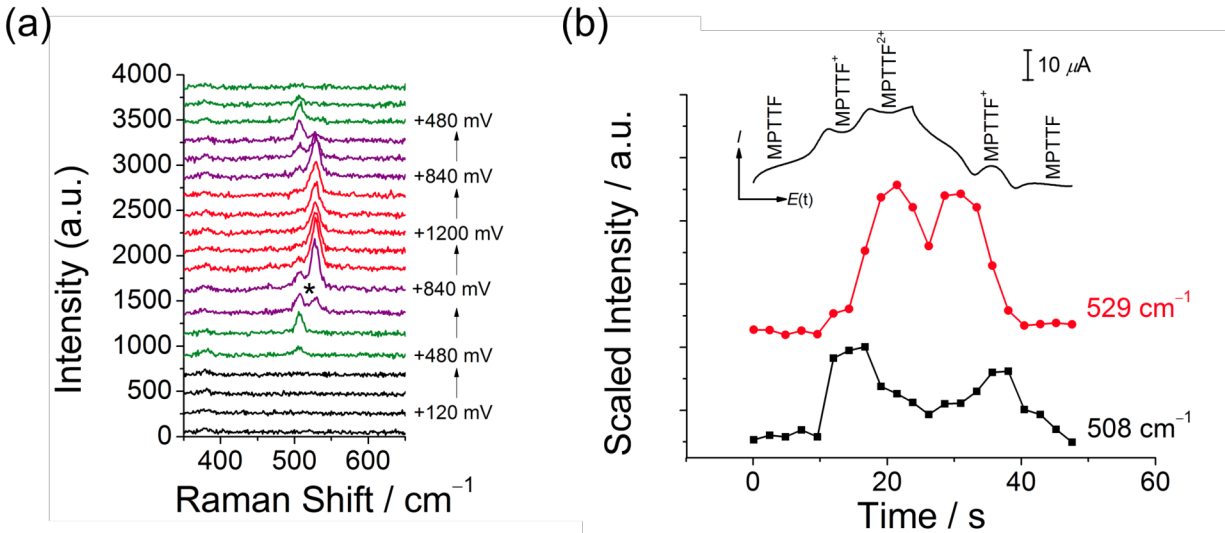 (a)
4000
3500
3000
2500
2000
1500
1000
500
0
Intensity (a.u.)
+480 mV
+840 mV
+1200 mV
+840 mV
*
+480 mV
+120 mV
400
500
600
Raman Shift / cm⁻¹
(b)
Scaled Intensity / a.u.
MPTTF
MPTTF⁺
MPTTF²⁺
MPTTF⁺
MPTTF
10 μA
I
E(t)
529 cm⁻¹
508 cm⁻¹
0
20
40
60
Time / s